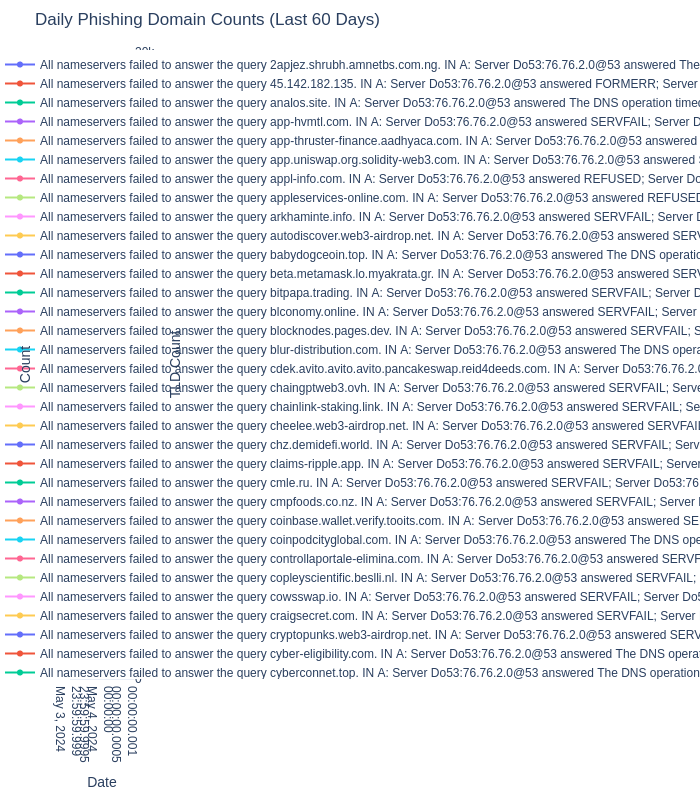 Daily Phishing Domain Counts (Last 60 Days)
All nameservers failed to answer the query 2apjez.shrubh.amnetbs.com.ng. IN A: Server Do53:76.76.2.0@53 answered The
All nameservers failed to answer the query 45.142.182.135. IN A: Server Do53:76.76.2.0@53 answered FORMERR; Server
All nameservers failed to answer the query analos.site. IN A: Server Do53:76.76.2.0@53 answered The DNS operation timed
All nameservers failed to answer the query app-hvmtl.com. IN A: Server Do53:76.76.2.0@53 answered SERVFAIL; Server D
All nameservers failed to answer the query app-thruster-finance.aadhyaca.com. IN A: Server Do53:76.76.2.0@53 answered
All nameservers failed to answer the query app.uniswap.org.solidity-web3.com. IN A: Server Do53:76.76.2.0@53 answered
All nameservers failed to answer the query appl-info.com. IN A: Server Do53:76.76.2.0@53 answered REFUSED; Server Do
All nameservers failed to answer the query appleservices-online.com. IN A: Server Do53:76.76.2.0@53 answered REFUSED
All nameservers failed to answer the query arkhaminte.info. IN A: Server Do53:76.76.2.0@53 answered SERVFAIL; Server D
All nameservers failed to answer the query autodiscover.web3-airdrop.net. IN A: Server Do53:76.76.2.0@53 answered SERV
All nameservers failed to answer the query babydogceoin.top. IN A: Server Do53:76.76.2.0@53 answered The DNS operatio
All nameservers failed to answer the query beta.metamask.lo.myakrata.gr. IN A: Server Do53:76.76.2.0@53 answered SERV
All nameservers failed to answer the query bitpapa.trading. IN A: Server Do53:76.76.2.0@53 answered SERVFAIL; Server D
All nameservers failed to answer the query blconomy.online. IN A: Server Do53:76.76.2.0@53 answered SERVFAIL; Server
All nameservers failed to answer the query blocknodes.pages.dev. IN A: Server Do53:76.76.2.0@53 answered SERVFAIL; S
All nameservers failed to answer the query blur-distribution.com. IN A: Server Do53:76.76.2.0@53 answered The DNS opera
All nameservers failed to answer the query cdek.avito.avito.avito.pancakeswap.reid4deeds.com. IN A: Server Do53:76.76.2.0
All nameservers failed to answer the query chaingptweb3.ovh. IN A: Server Do53:76.76.2.0@53 answered SERVFAIL; Serve
All nameservers failed to answer the query chainlink-staking.link. IN A: Server Do53:76.76.2.0@53 answered SERVFAIL; Se
All nameservers failed to answer the query cheelee.web3-airdrop.net. IN A: Server Do53:76.76.2.0@53 answered SERVFAIL
All nameservers failed to answer the query chz.demidefi.world. IN A: Server Do53:76.76.2.0@53 answered SERVFAIL; Serv
All nameservers failed to answer the query claims-ripple.app. IN A: Server Do53:76.76.2.0@53 answered SERVFAIL; Server
All nameservers failed to answer the query cmle.ru. IN A: Server Do53:76.76.2.0@53 answered SERVFAIL; Server Do53:76
All nameservers failed to answer the query cmpfoods.co.nz. IN A: Server Do53:76.76.2.0@53 answered SERVFAIL; Server
All nameservers failed to answer the query coinbase.wallet.verify.tooits.com. IN A: Server Do53:76.76.2.0@53 answered SE
All nameservers failed to answer the query coinpodcityglobal.com. IN A: Server Do53:76.76.2.0@53 answered The DNS ope
All nameservers failed to answer the query controllaportale-elimina.com. IN A: Server Do53:76.76.2.0@53 answered SERVF
All nameservers failed to answer the query copleyscientific.beslli.nl. IN A: Server Do53:76.76.2.0@53 answered SERVFAIL;
All nameservers failed to answer the query cowsswap.io. IN A: Server Do53:76.76.2.0@53 answered SERVFAIL; Server Do5
All nameservers failed to answer the query craigsecret.com. IN A: Server Do53:76.76.2.0@53 answered SERVFAIL; Server
All nameservers failed to answer the query cryptopunks.web3-airdrop.net. IN A: Server Do53:76.76.2.0@53 answered SERV
All nameservers failed to answer the query cyber-eligibility.com. IN A: Server Do53:76.76.2.0@53 answered The DNS operat
All nameservers failed to answer the query cyberconnet.top. IN A: Server Do53:76.76.2.0@53 answered The DNS operation
Count
TLD Count
23:59:59.999
May 3, 2024
23:59:59.9995
00:00:00
May 4, 2024
00:00:00.0005
00:00:00.001
Date